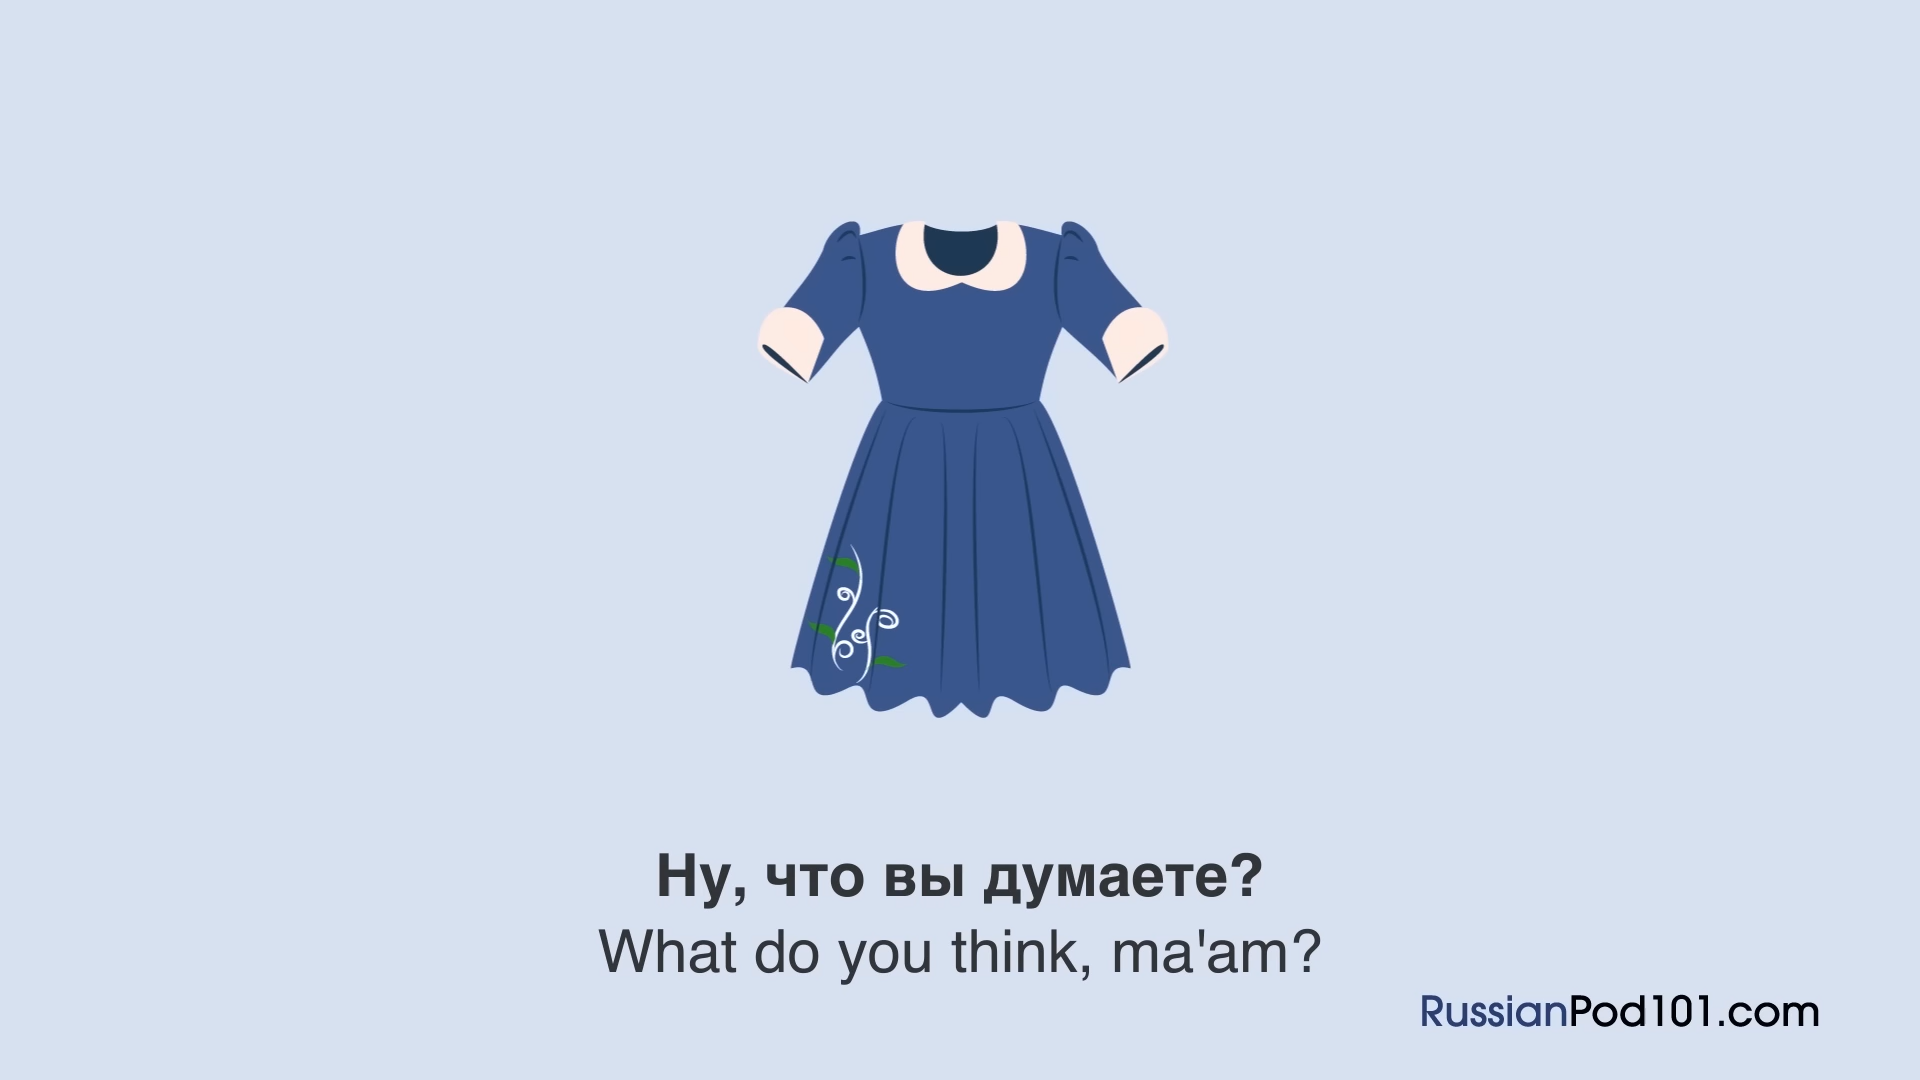 Ну, что вы думаете?
What do you think, ma'am?
RussianPod101.com